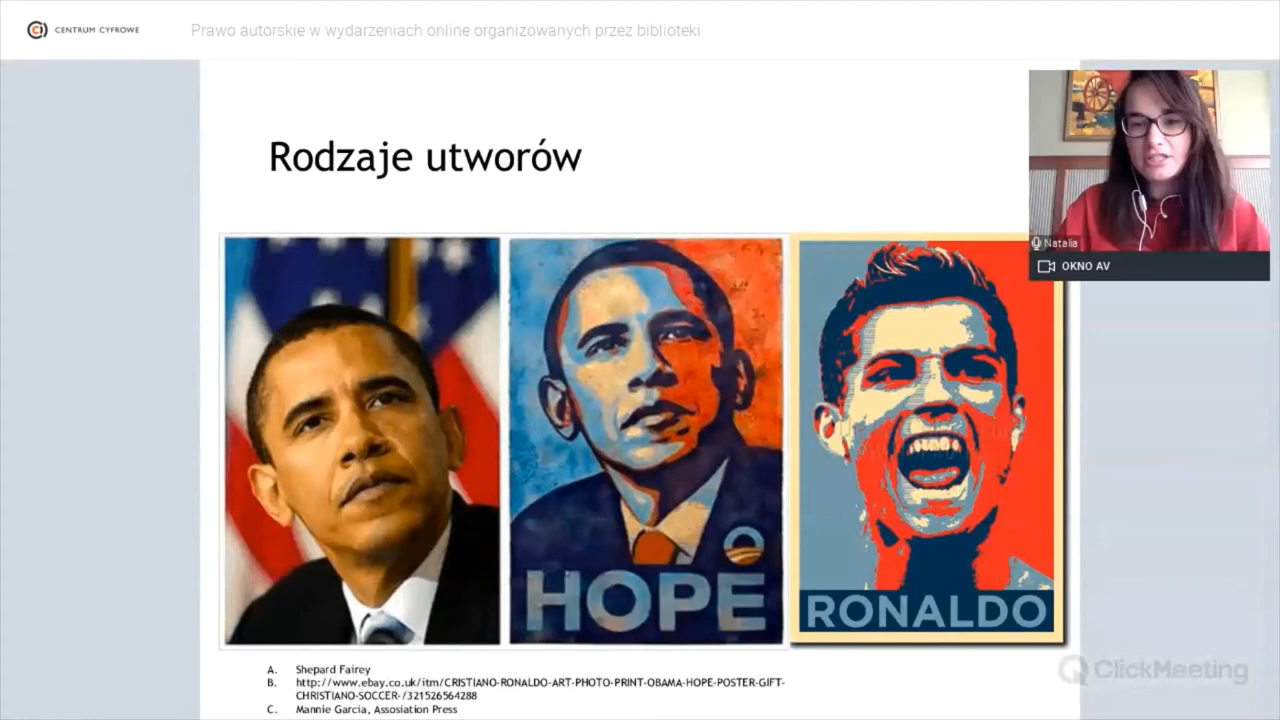 CENTRUM CYFROWE
Prawo autorskie w wydarzeniach online organizowanych przez biblioteki
Rodzaje utworów
Natalia
OKNO AV
HOPE
RONALDO
A. Shepard Fairey
B. http://www.ebay.co.uk/itm/CRISTIANO-RONALDO-ART-PHOTO-PRINT-OBAMA-HOPE-POSTER-GIFT-
CHRISTIANO-SOCCER-/321526564288
C. Mannie Garcia, Assosiation Press
ClickMeeting